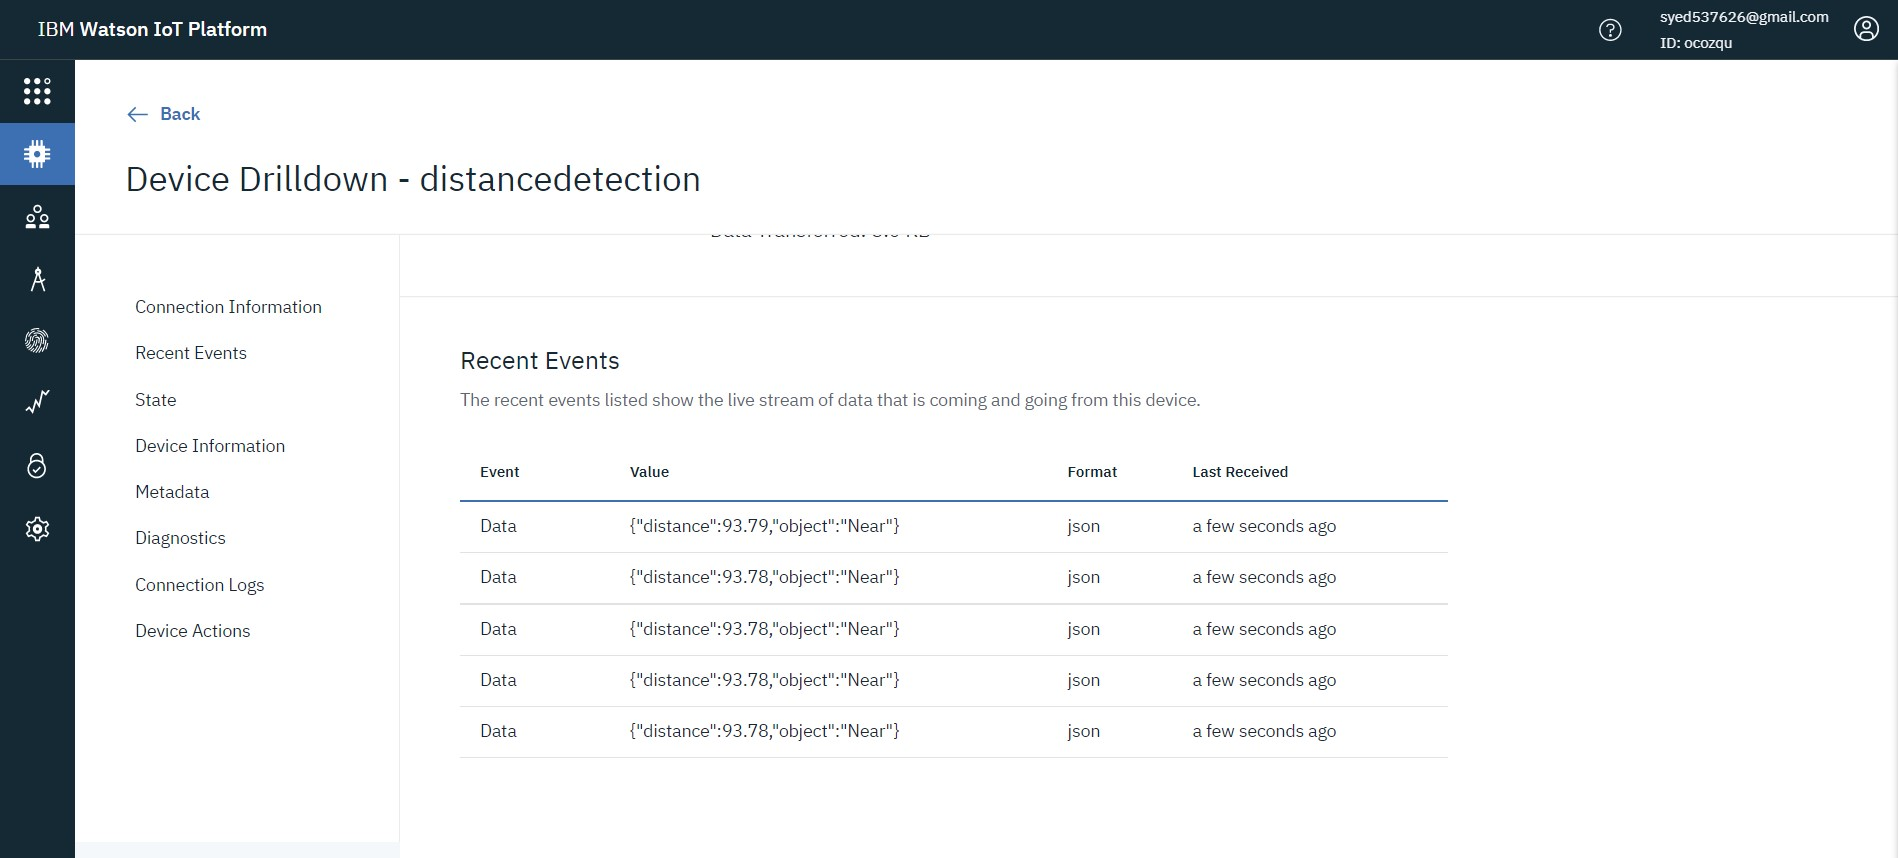 IBM Watson IoT Platform
syed537626@gmail.com
ID: ocozqu
Back
Device Drilldown - distancedetection
Connection Information
Recent Events
State
Device Information
Metadata
Diagnostics
Connection Logs
Device Actions
Recent Events
The recent events listed show the live stream of data that is coming and going from this device.
Event Value Format Last Received
Data {"distance":93.79,"object":"Near"} json a few seconds ago
Data {"distance":93.78,"object":"Near"} json a few seconds ago
Data {"distance":93.78,"object":"Near"} json a few seconds ago
Data {"distance":93.78,"object":"Near"} json a few seconds ago
Data {"distance":93.78,"object":"Near"} json a few seconds ago